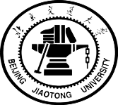 北京交通大学
BEIJING JIAOTONG UNIVERSITY